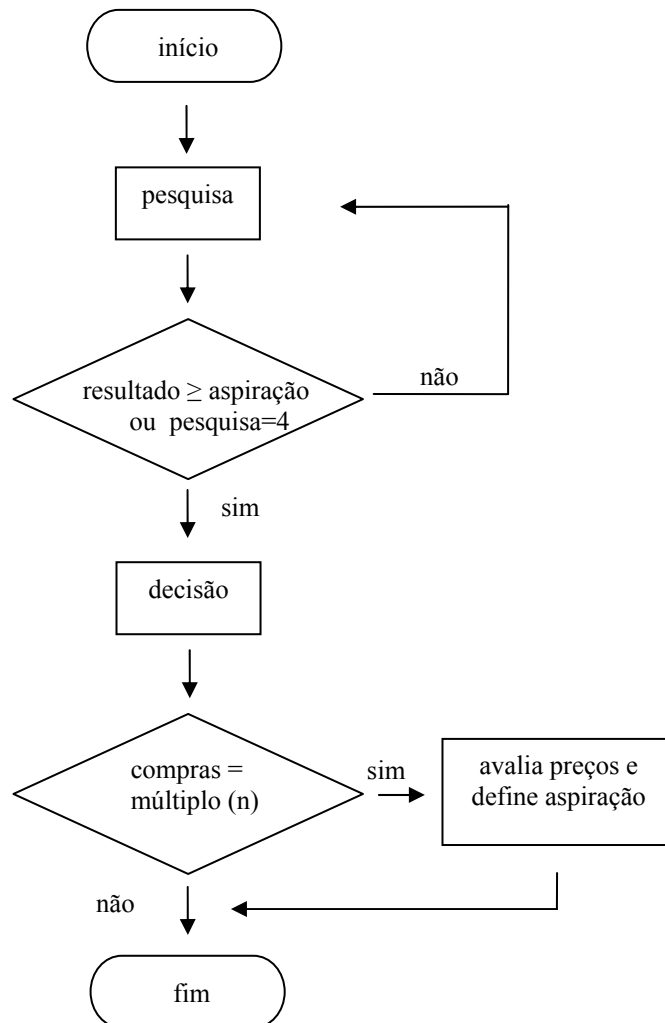 início
pesquisa
não
resultado ≥ aspiração
ou pesquisa=4
sim
decisão
compras =
múltiplo (n)
sim
avalia preços e
define aspiração
não
fim